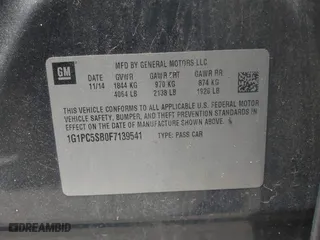 GM
MFD BY GENERAL MOTORS LLC
11/14 GVWR GAWR FRT GAWR RR
1844 KG 970 KG 874 KG
4064 LB 2138 LB 1926 LB
THIS VEHICLE CONFORMS TO ALL APPLICABLE U.S. FEDERAL MOTOR
VEHICLE SAFETY, BUMPER, AND THEFT PREVENTION STANDARDS
IN EFFECT ON THE DATE OF MANUFACTURE SHOWN ABOVE.
1G1PC5SB0F7139541 TYPE: PASS CAR